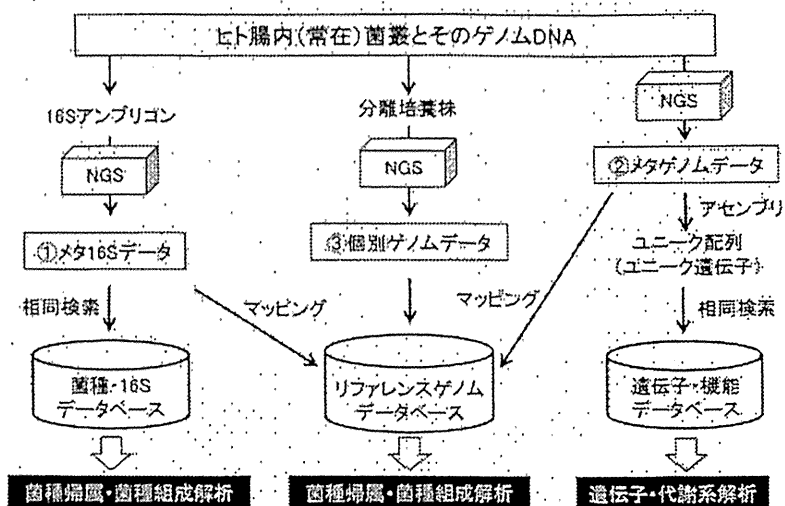 ヒト腸内(常在)菌叢とそのゲノムDNA
16Sアンプリゴン
分離培養株
NGS
NGS
NGS
②メタゲノムデータ
アセンブリ
①メタ16Sデータ
③個別ゲノムデータ
ユニーク配列
(ユニーク遺伝子)
相同検索
マッピング
マッピング
相同検索
菌種・16S
データベース
リファレンスゲノム
データベース
遺伝子・機能
データベース
菌種帰属・菌種組成解析
菌種帰属・菌種組成解析
遺伝子・代謝系解析